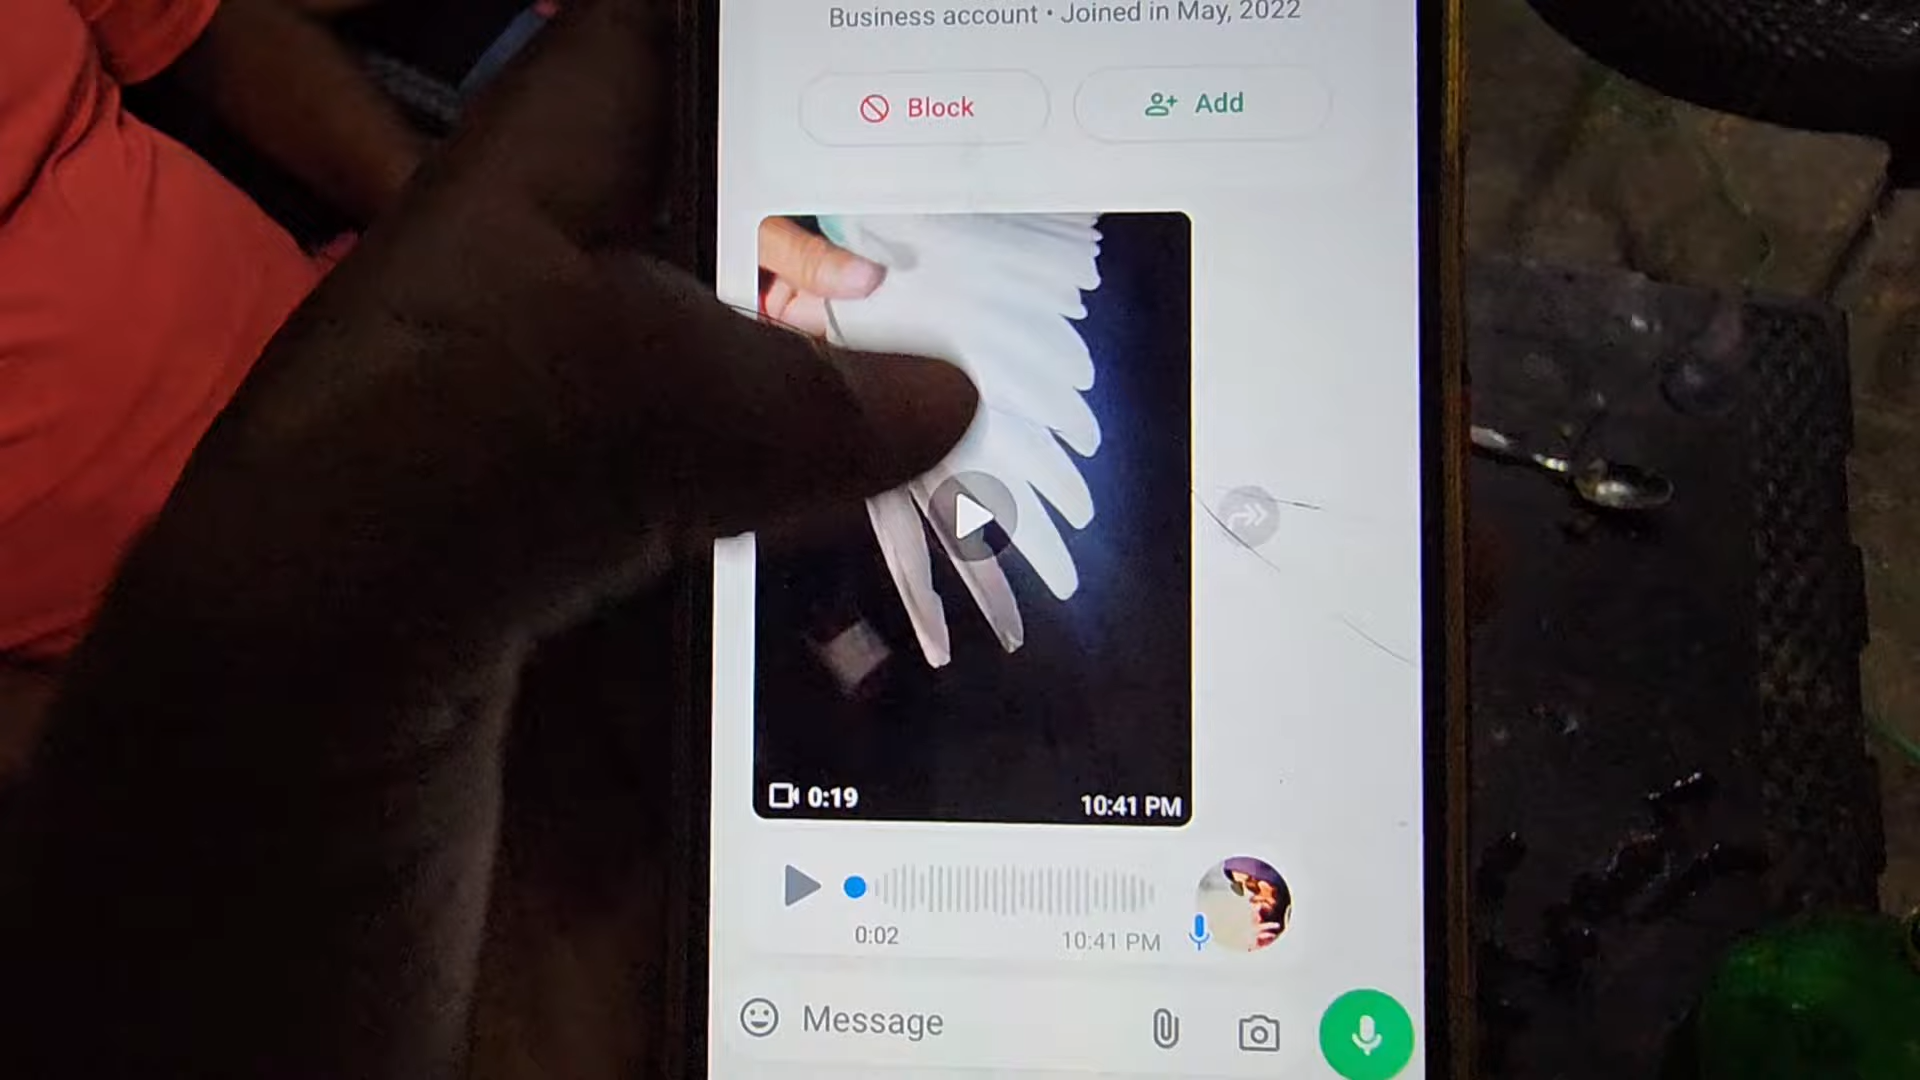 Business account • Joined in May, 2022
Block
Add
0:19
10:41 PM
0:02
10:41 PM
Message